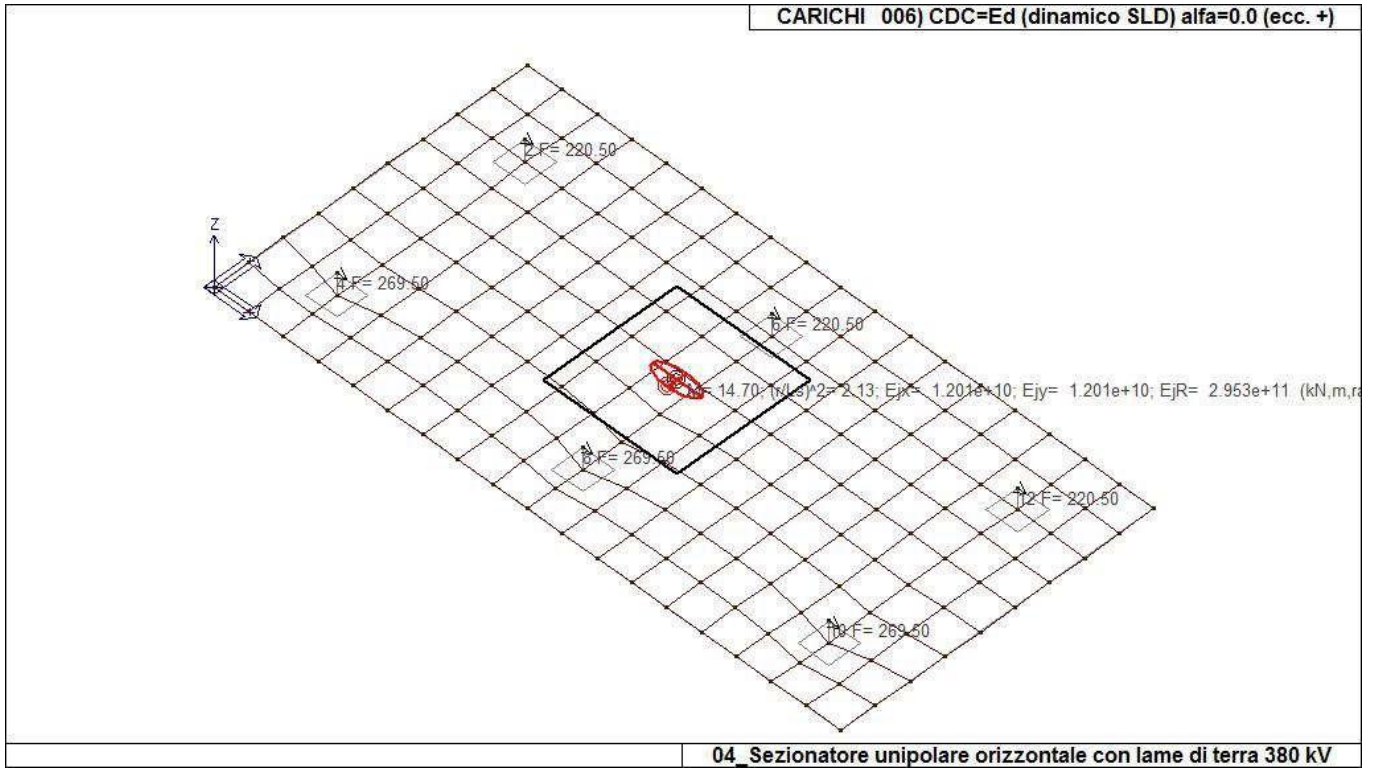 CARICHI 006) CDC=Ed (dinamico SLD) alfa=0.0 (ecc. +)
2 F= 220.50
Z
4 F= 269.50
6 F= 220.50
14.70; (r/Ls)^2= 2.13; Ejx= 1.201e+10; Ejy= 1.201e+10; EjR= 2.953e+11 (kN,m,ra
8 F= 269.50
12 F= 220.50
10 F= 269.50
04_Sezionatore unipolare orizzontale con lame di terra 380 kV